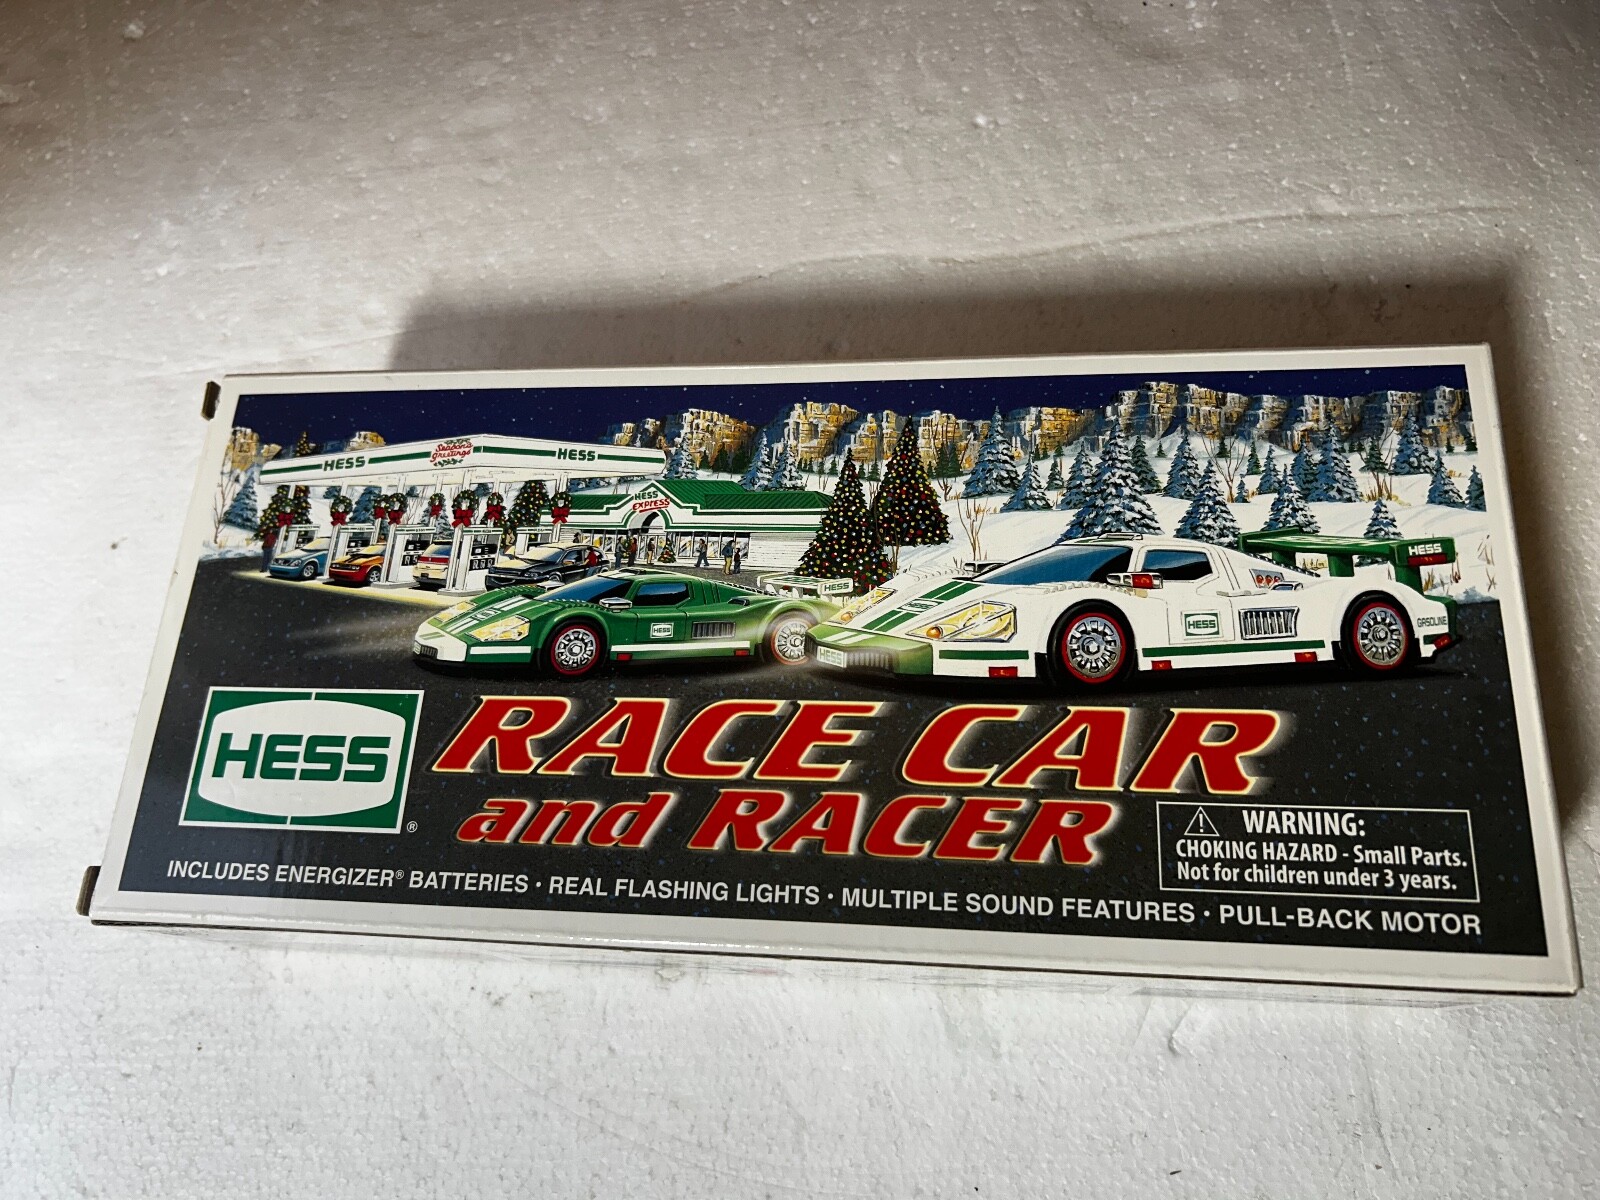 HESS
Season's
Greetings
HESS
HESS
EXPRESS
HESS
HESS
HESS
HESS
HESS
GASOLINE
HESS
HESS ®
RACE CAR
and RACER
⚠ WARNING:
CHOKING HAZARD - Small Parts.
Not for children under 3 years.
INCLUDES ENERGIZER® BATTERIES • REAL FLASHING LIGHTS • MULTIPLE SOUND FEATURES • PULL-BACK MOTOR